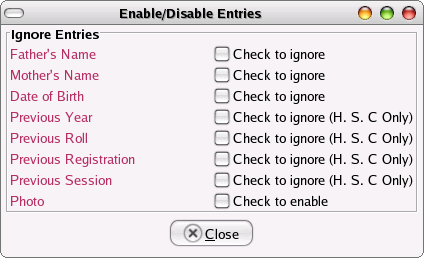 Enable/Disable Entries
Ignore Entries
Father's Name Check to ignore
Mother's Name Check to ignore
Date of Birth Check to ignore
Previous Year Check to ignore (H. S. C Only)
Previous Roll Check to ignore (H. S. C Only)
Previous Registration Check to ignore (H. S. C Only)
Previous Session Check to ignore (H. S. C Only)
Photo Check to enable
Close